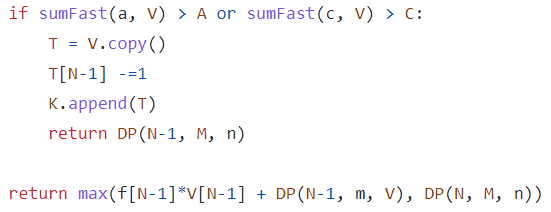 if sumFast(a, V) > A or sumFast(c, V) > C:
    T = V.copy()
    T[N-1] -=1
    K.append(T)
    return DP(N-1, M, n)

return max(f[N-1]*V[N-1] + DP(N-1, m, V), DP(N, M, n))